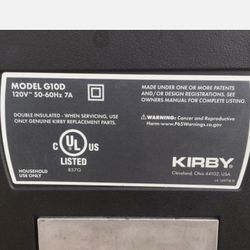 MODEL G10D
120V~ 50-60Hz 7A
DOUBLE INSULATED - WHEN SERVICING, USE
ONLY GENUINE KIRBY REPLACEMENT PARTS.
C UL US
LISTED
857G
HOUSEHOLD
USE ONLY
MADE UNDER ONE OR MORE PATENTS
AND/OR REGISTRATIONS. SEE
OWNERS MANUAL FOR COMPLETE LISTING.
WARNING: Cancer and Reproductive
Harm-www.P65Warnings.ca.gov
KIRBY
Cleveland, Ohio 44102, USA